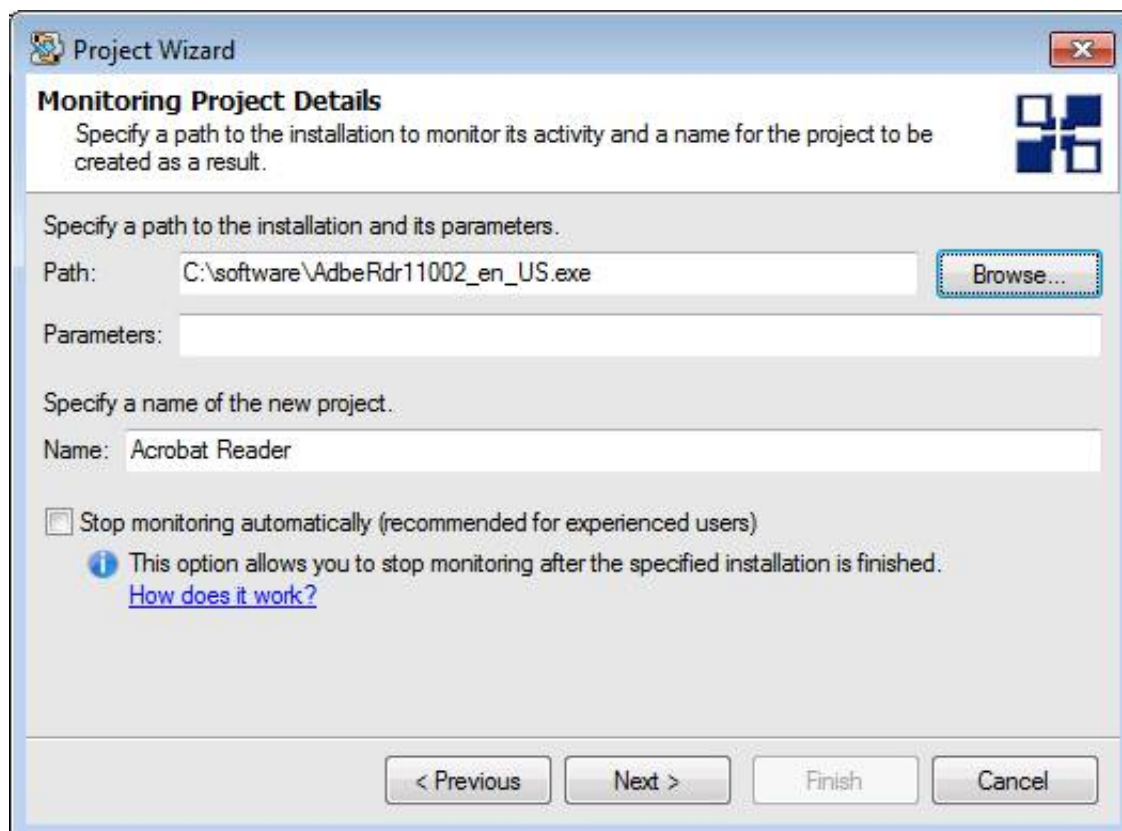 Project Wizard
Monitoring Project Details
Specify a path to the installation to monitor its activity and a name for the project to be
created as a result.
Specify a path to the installation and its parameters.
Path: C:\software\AdbeRdr11002_en_US.exe Browse...
Parameters:
Specify a name of the new project.
Name: Acrobat Reader
Stop monitoring automatically (recommended for experienced users)
This option allows you to stop monitoring after the specified installation is finished.
How does it work?
< Previous Next > Finish Cancel